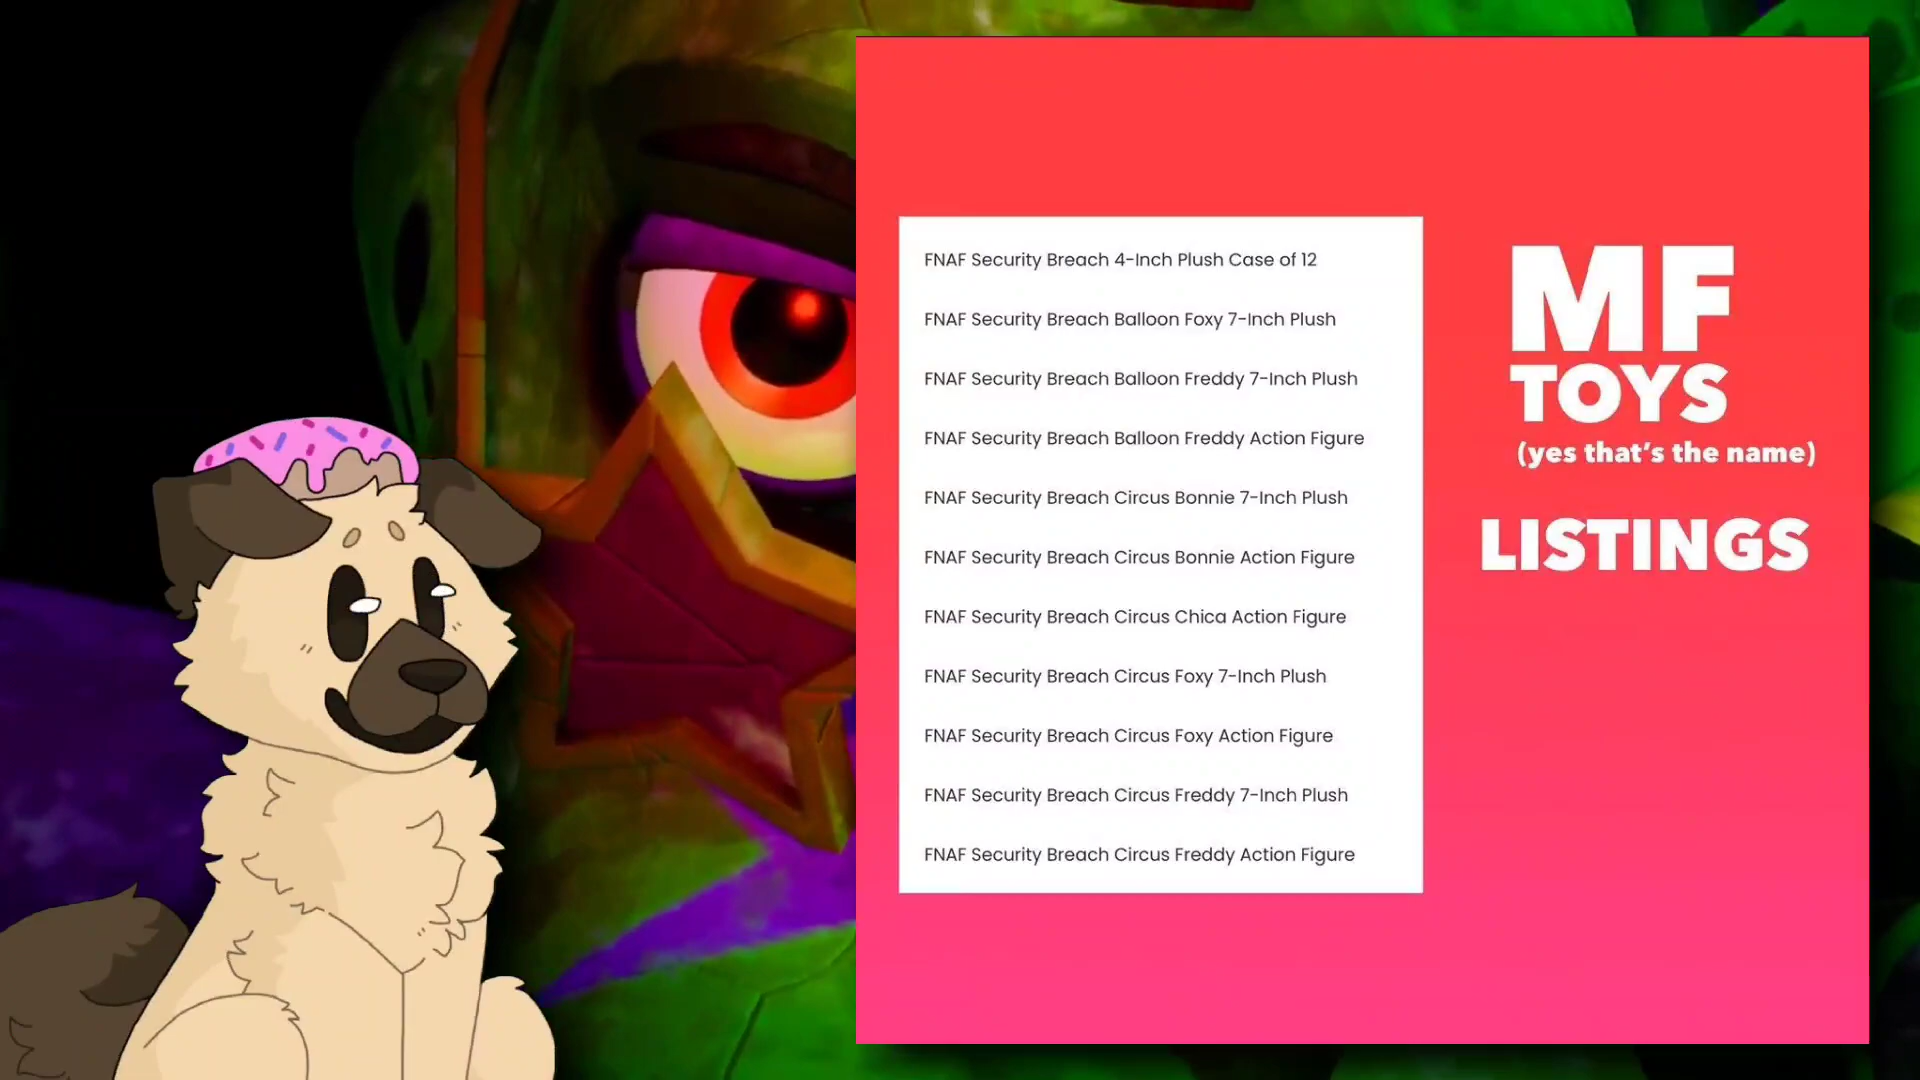 FNAF Security Breach 4-Inch Plush Case of 12
FNAF Security Breach Balloon Foxy 7-Inch Plush
FNAF Security Breach Balloon Freddy 7-Inch Plush
FNAF Security Breach Balloon Freddy Action Figure
FNAF Security Breach Circus Bonnie 7-Inch Plush
FNAF Security Breach Circus Bonnie Action Figure
FNAF Security Breach Circus Chica Action Figure
FNAF Security Breach Circus Foxy 7-Inch Plush
FNAF Security Breach Circus Foxy Action Figure
FNAF Security Breach Circus Freddy 7-Inch Plush
FNAF Security Breach Circus Freddy Action Figure
MF
TOYS
(yes that's the name)
LISTINGS